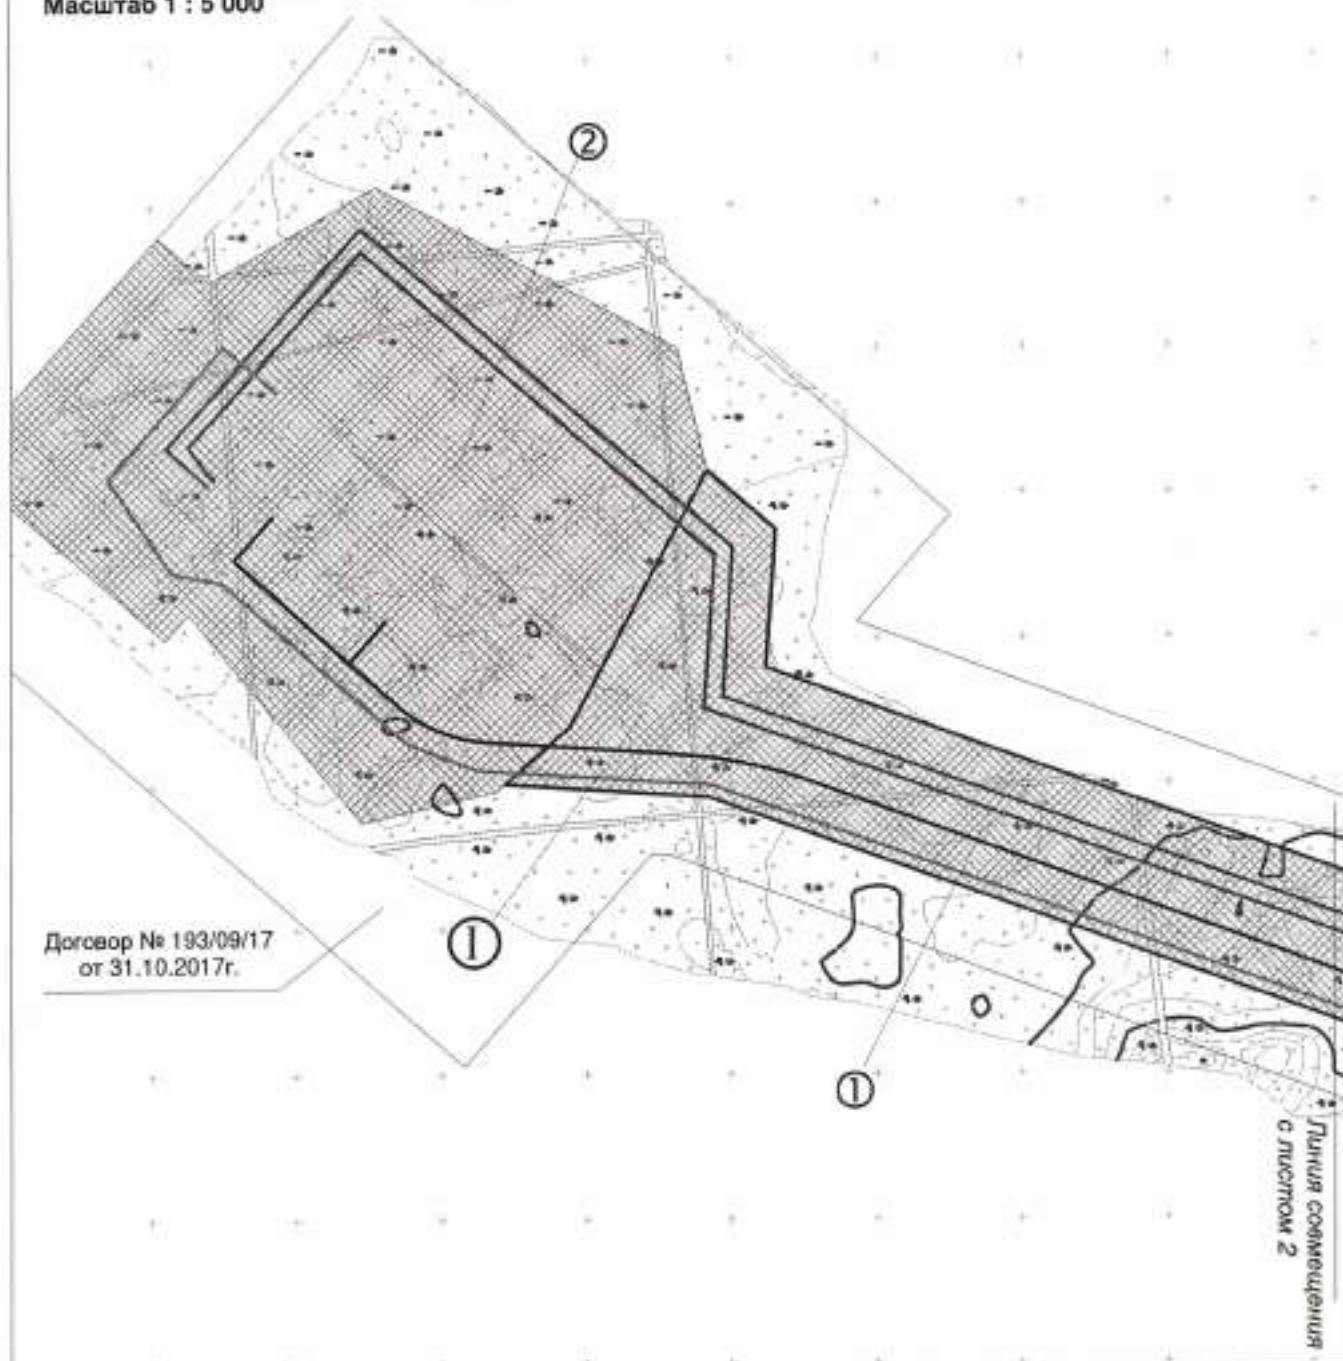 Масштаб 1 : 5 000
2
Договор № 193/09/17
от 31.10.2017г.
1
1
Линия совмещения
с листом 2